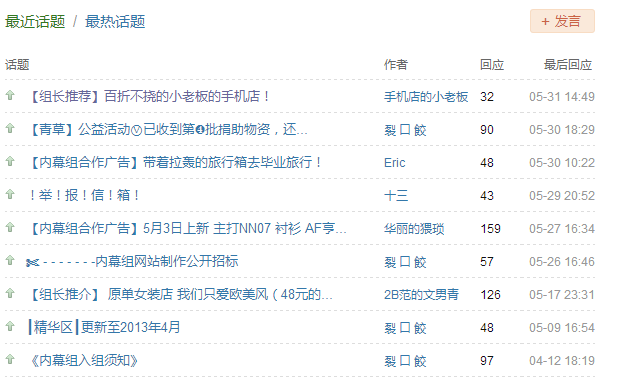 最近话题 / 最热话题 + 发言
话题 作者 回应 最后回应
【组长推荐】百折不挠的小老板的手机店！ 手机店的小老板 32 05-31 14:49
【青草】公益活动Ⓥ已收到第❹批捐助物资，还... 裂口餃 90 05-30 18:29
【内幕组合作广告】带着拉轰的旅行箱去毕业旅行！ Eric 48 05-30 10:22
！举！报！信！箱！ 十三 43 05-29 20:52
【内幕组合作广告】5月3日上新 主打NN07 衬衫 AF亨... 华丽的猥琐 159 05-27 16:34
✄- - - - - - -内幕组网站制作公开招标 裂口餃 57 05-26 16:46
【组长推介】 原单女装店 我们只爱欧美风（48元的... 2B范的文男青 126 05-17 23:31
┃精华区┃更新至2013年4月 裂口餃 48 05-09 16:54
《内幕组入组须知》 裂口餃 97 04-12 18:19